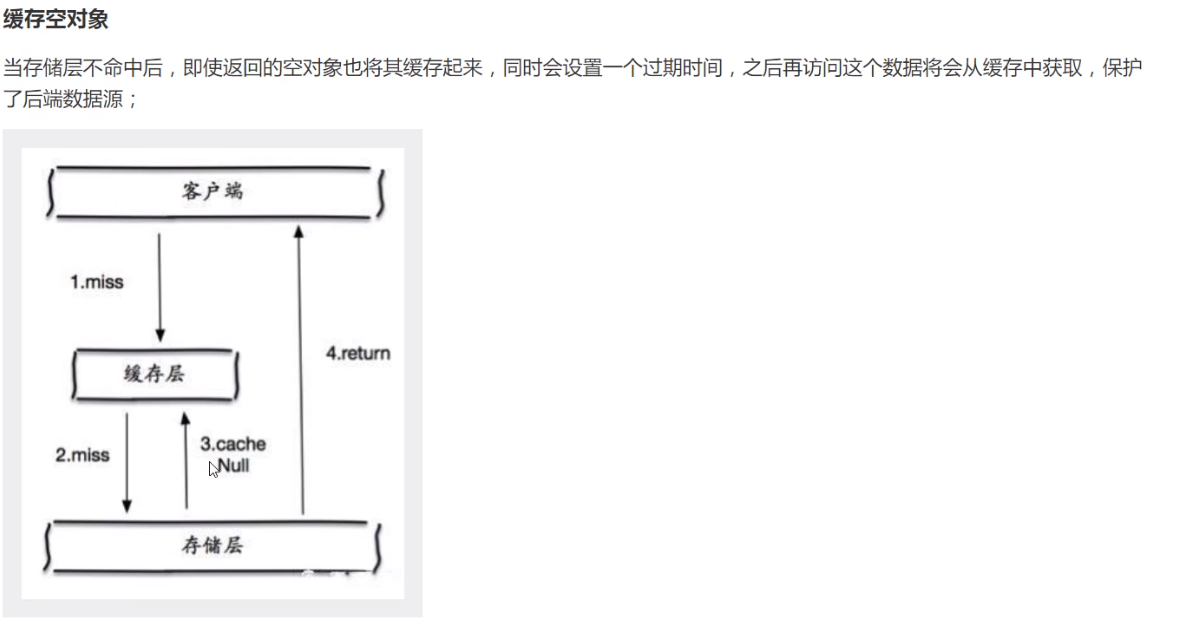 缓存空对象
当存储层不命中后，即使返回的空对象也将其缓存起来，同时会设置一个过期时间，之后再访问这个数据将会从缓存中获取，保护
了后端数据源；
客户端
1.miss
4.return
缓存层
2.miss
3.cache
Null
存储层